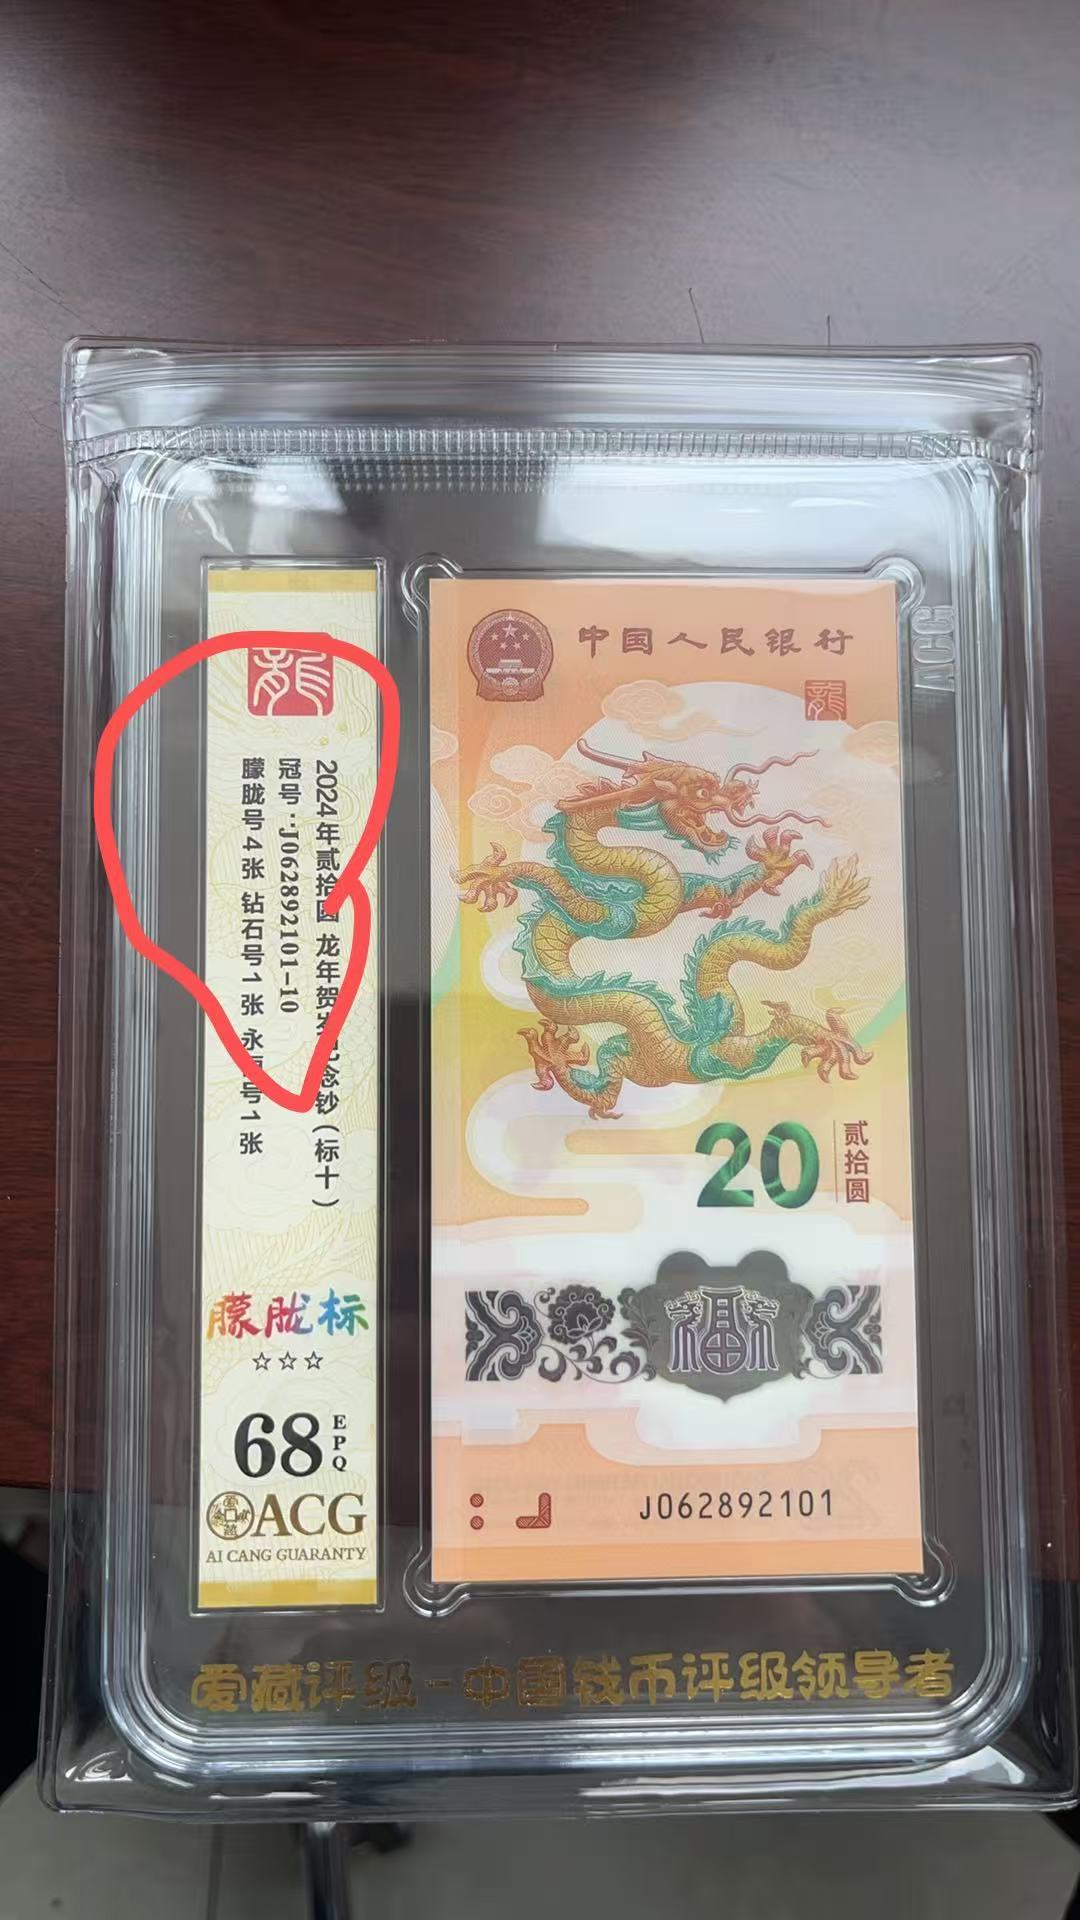 龍
2024年贰拾圆 龙年贺岁纪念钞(标十)
冠号:J062892101-10
朦胧号4张 钻石号1张 永恒号1张
朦胧标
☆☆☆
68 EPQ
ACG
AI CANG GUARANTY
中国人民银行
龍
20
贰拾圆
福
J062892101
ACG
爱藏评级-中国钱币评级领导者